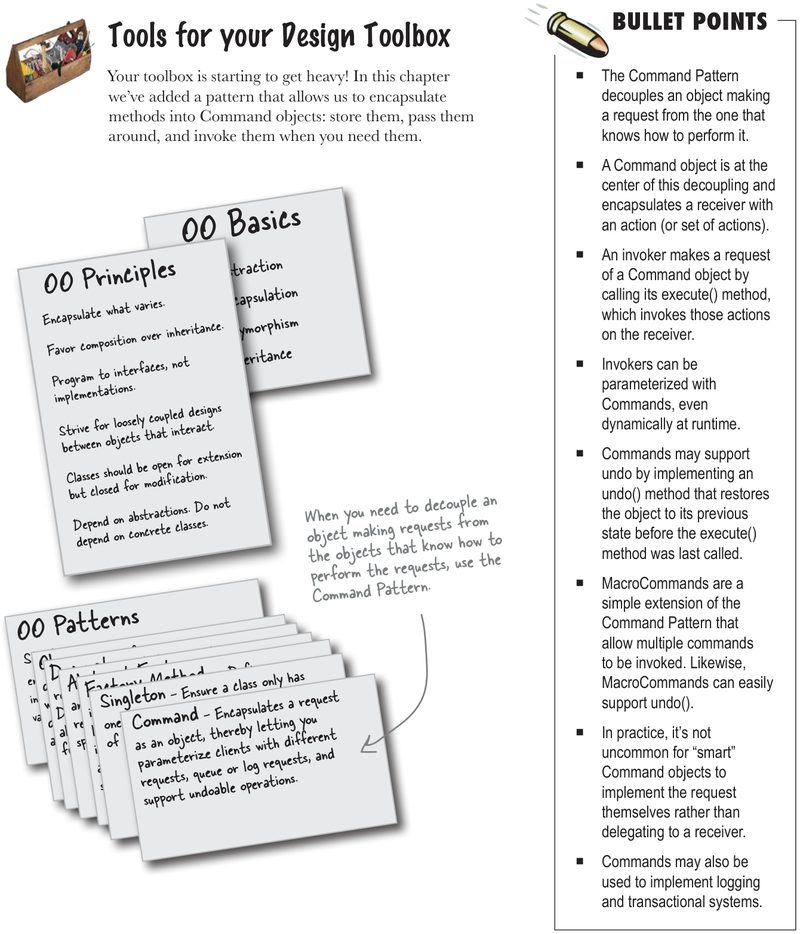 Tools for your Design Toolbox
Your toolbox is starting to get heavy! In this chapter
we've added a pattern that allows us to encapsulate
methods into Command objects: store them, pass them
around, and invoke them when you need them.
OO Basics
OO Principles
Encapsulate what varies.
Favor composition over inheritance.
Program to interfaces, not
implementations.
Strive for loosely coupled designs
between objects that interact
Classes should be open for extension
but closed for modification.
Depend on abstractions. Do not
depend on concrete classes.
When you need to decouple an
object making requests from
the objects that know how to
perform the requests, use the
Command Pattern.
OO Patterns
Factory Method
Singleton – Ensure a class only has
one
of
Command – Encapsulates a request
as an object, thereby letting you
parameterize clients with different
requests, queue or log requests, and
support undoable operations.
BULLET POINTS
▪ The Command Pattern
decouples an object making
a request from the one that
knows how to perform it.
▪ A Command object is at the
center of this decoupling and
encapsulates a receiver with
an action (or set of actions).
▪ An invoker makes a request
of a Command object by
calling its execute() method,
which invokes those actions
on the receiver.
▪ Invokers can be
parameterized with
Commands, even
dynamically at runtime.
▪ Commands may support
undo by implementing an
undo() method that restores
the object to its previous
state before the execute()
method was last called.
▪ MacroCommands are a
simple extension of the
Command Pattern that
allow multiple commands
to be invoked. Likewise,
MacroCommands can easily
support undo().
▪ In practice, it's not
uncommon for “smart”
Command objects to
implement the request
themselves rather than
delegating to a receiver.
▪ Commands may also be
used to implement logging
and transactional systems.